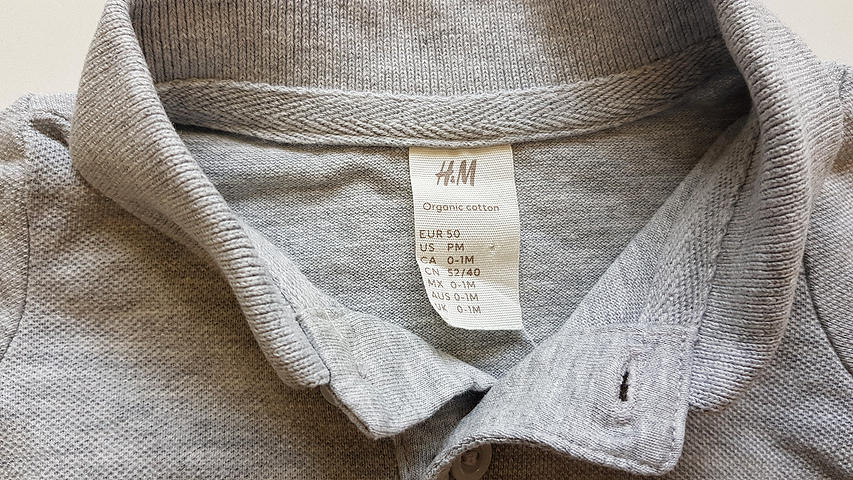 H&M
Organic cotton
EUR 50
US PM
CA 0-1M
CN 52/40
MX 0-1M
AUS 0-1M
UK 0-1M